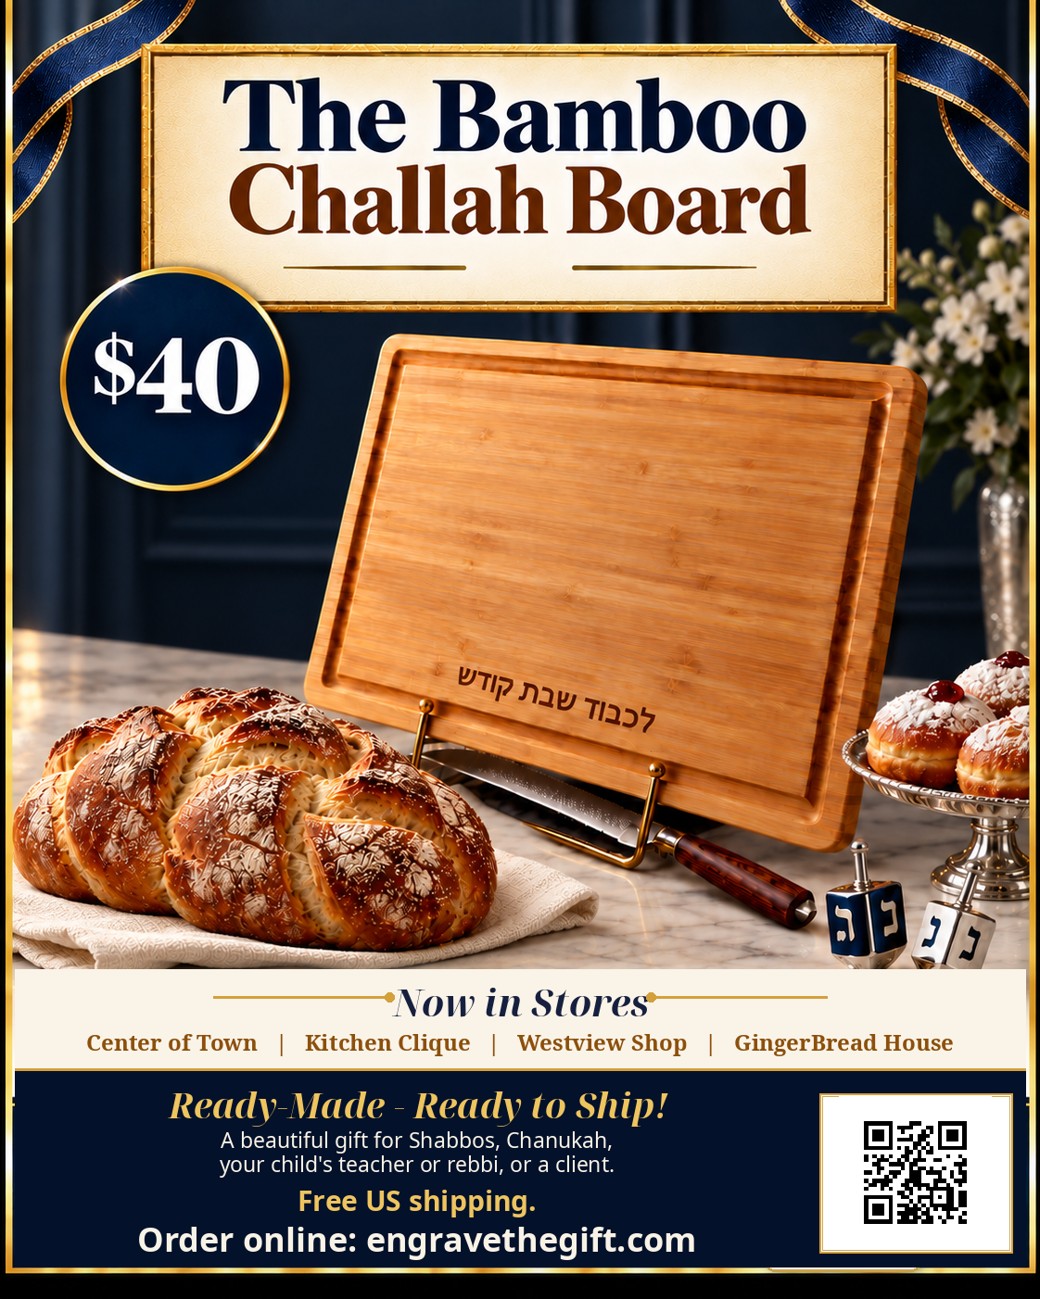 The Bamboo
Challah Board
$40
לכבוד שבת קודש
ה
נ
נ
נ
Now in Stores
Center of Town | Kitchen Clique | Westview Shop | GingerBread House
Ready-Made - Ready to Ship!
A beautiful gift for Shabbos, Chanukah,
your child's teacher or rebbi, or a client.
Free US shipping.
Order online: engravethegift.com